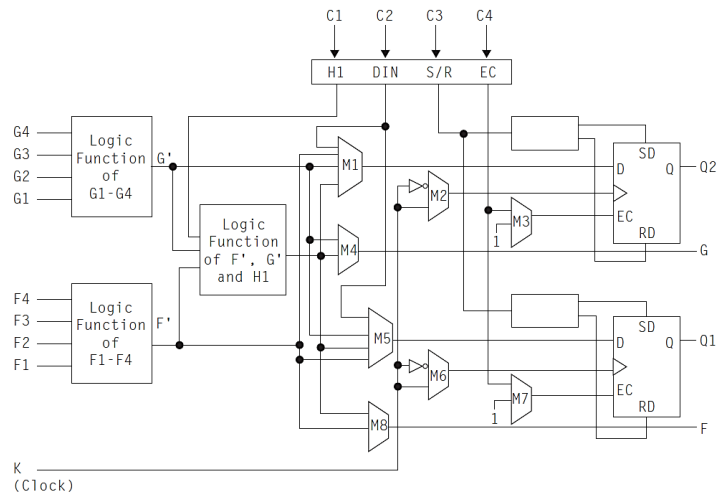 C1 C2 C3 C4
H1 DIN S/R EC
G4
G3
G2
G1
Logic
Function
of
G1-G4
G'
M1
M2
M3
SD
D Q
EC
RD
Q2
Logic
Function
of F', G'
and H1
M4
1
G
F4
F3
F2
F1
Logic
Function
of
F1-F4
F'
M5
M6
M7
SD
D Q
EC
RD
Q1
1
M8
F
K
(Clock)